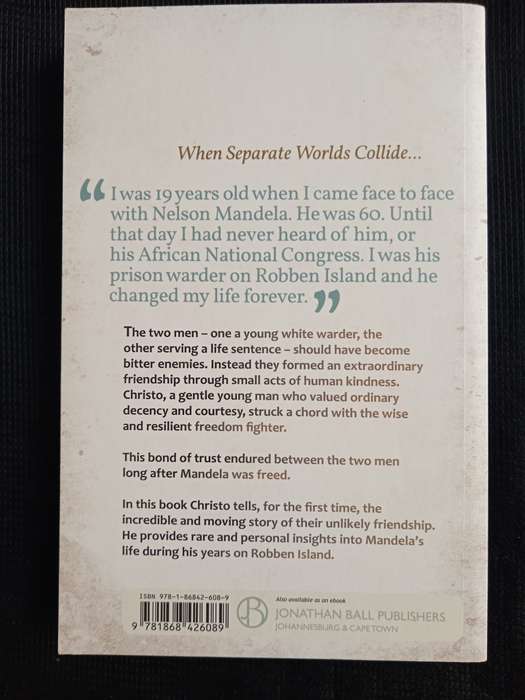 When Separate Worlds Collide...
“I was 19 years old when I came face to face
with Nelson Mandela. He was 60. Until
that day I had never heard of him, or
his African National Congress. I was his
prison warder on Robben Island and he
changed my life forever.”
The two men – one a young white warder, the
other serving a life sentence – should have become
bitter enemies. Instead they formed an extraordinary
friendship through small acts of human kindness.
Christo, a gentle young man who valued ordinary
decency and courtesy, struck a chord with the wise
and resilient freedom fighter.
This bond of trust endured between the two men
long after Mandela was freed.
In this book Christo tells, for the first time, the
incredible and moving story of their unlikely friendship.
He provides rare and personal insights into Mandela’s
life during his years on Robben Island.
ISBN 978-1-86842-608-9
9 781868 426089
Also available as an ebook
JONATHAN BALL PUBLISHERS
JOHANNESBURG & CAPE TOWN